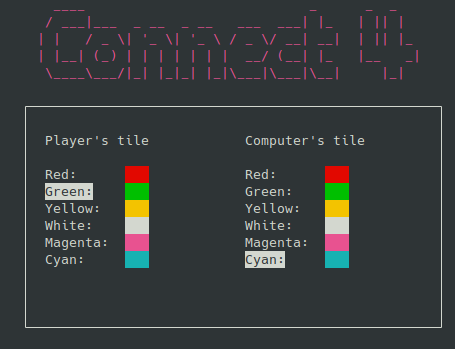 Connect 4
Player's tile
Red:
Green:
Yellow:
White:
Magenta:
Cyan:
Computer's tile
Red:
Green:
Yellow:
White:
Magenta:
Cyan: